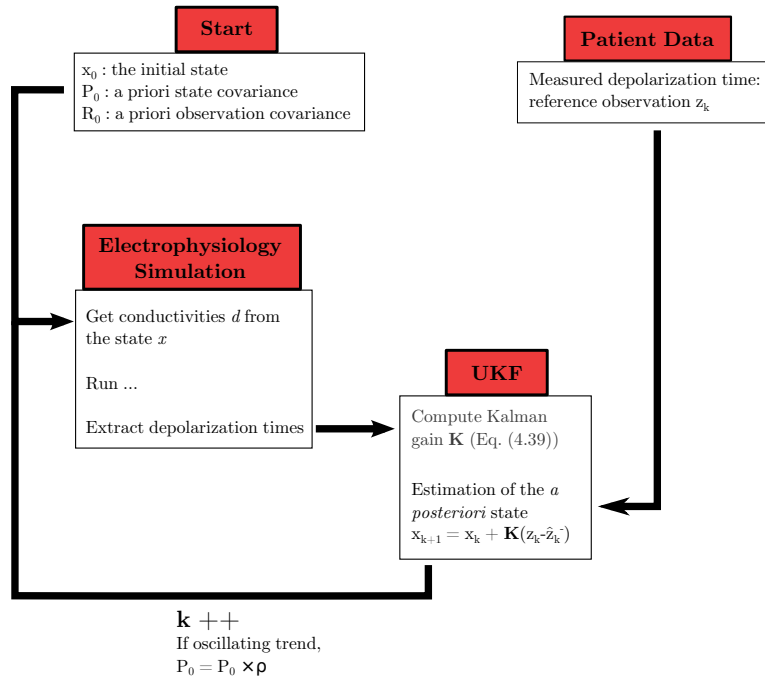 Start
x₀ : the initial state
P₀ : a priori state covariance
R₀ : a priori observation covariance
Patient Data
Measured depolarization time:
reference observation zₖ
Electrophysiology
Simulation
Get conductivities d from
the state x
Run ...
Extract depolarization times
UKF
Compute Kalman
gain K (Eq. (4.39))
Estimation of the a
posteriori state
xₖ₊₁ = xₖ + K(zₖ-ẑₖ⁻)
k ++
If oscillating trend,
P₀ = P₀ ×ρ